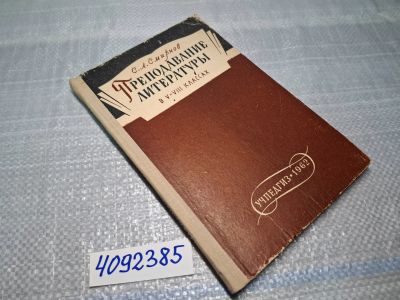 С.А. Смирнов
Преподавание
литературы
в V-VIII классах
УЧПЕДГИЗ • 1962
4092385